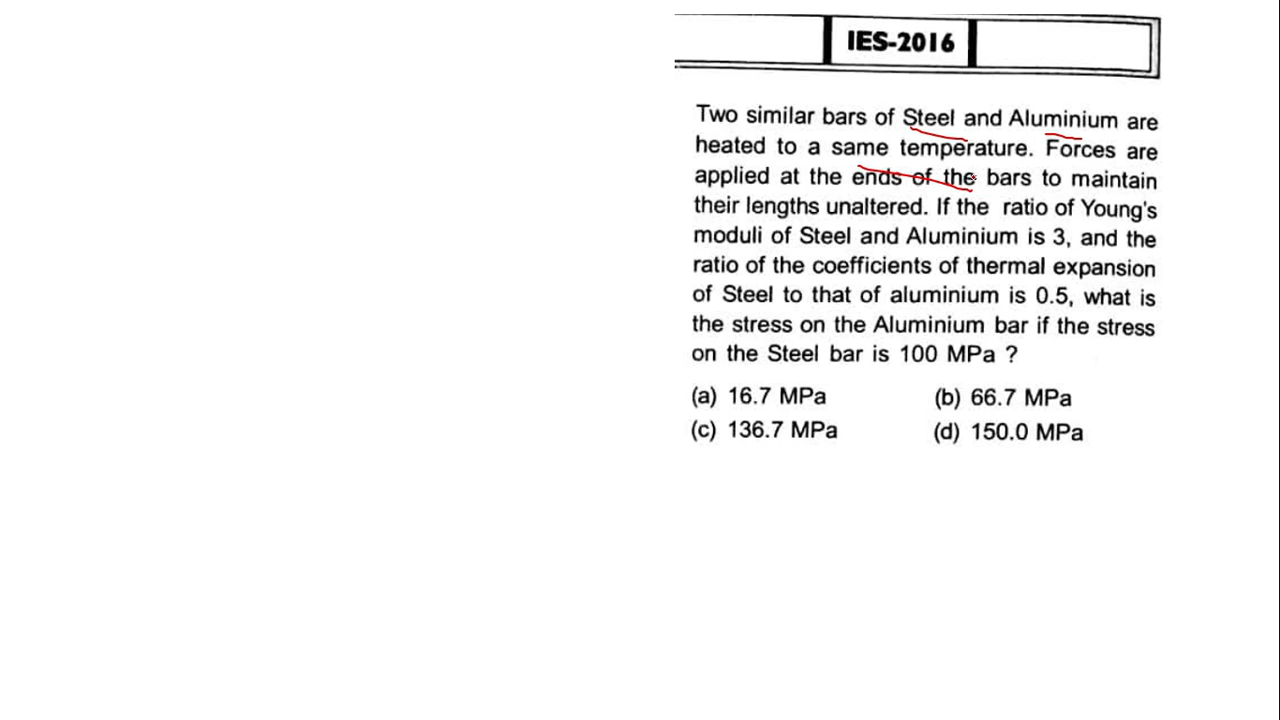 IES-2016
Two similar bars of Steel and Aluminium are
heated to a same temperature. Forces are
applied at the ends of the bars to maintain
their lengths unaltered. If the ratio of Young's
moduli of Steel and Aluminium is 3, and the
ratio of the coefficients of thermal expansion
of Steel to that of aluminium is 0.5, what is
the stress on the Aluminium bar if the stress
on the Steel bar is 100 MPa ?
(a) 16.7 MPa (b) 66.7 MPa
(c) 136.7 MPa (d) 150.0 MPa